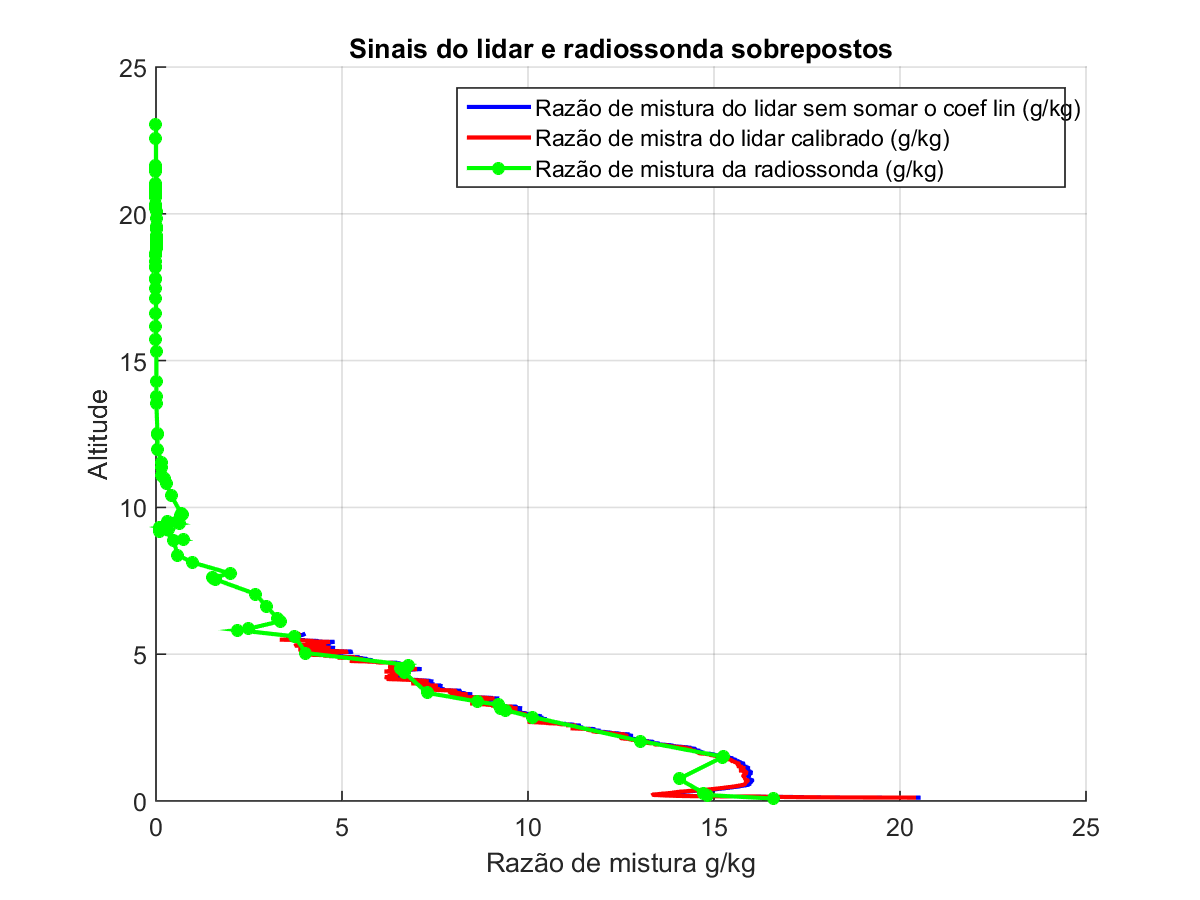 Sinais do lidar e radiossonda sobrepostos
25
Razão de mistura do lidar sem somar o coef lin (g/kg)
Razão de mistra do lidar calibrado (g/kg)
Razão de mistura da radiossonda (g/kg)
20
15
Altitude
10
5
0
0 5 10 15 20 25
Razão de mistura g/kg